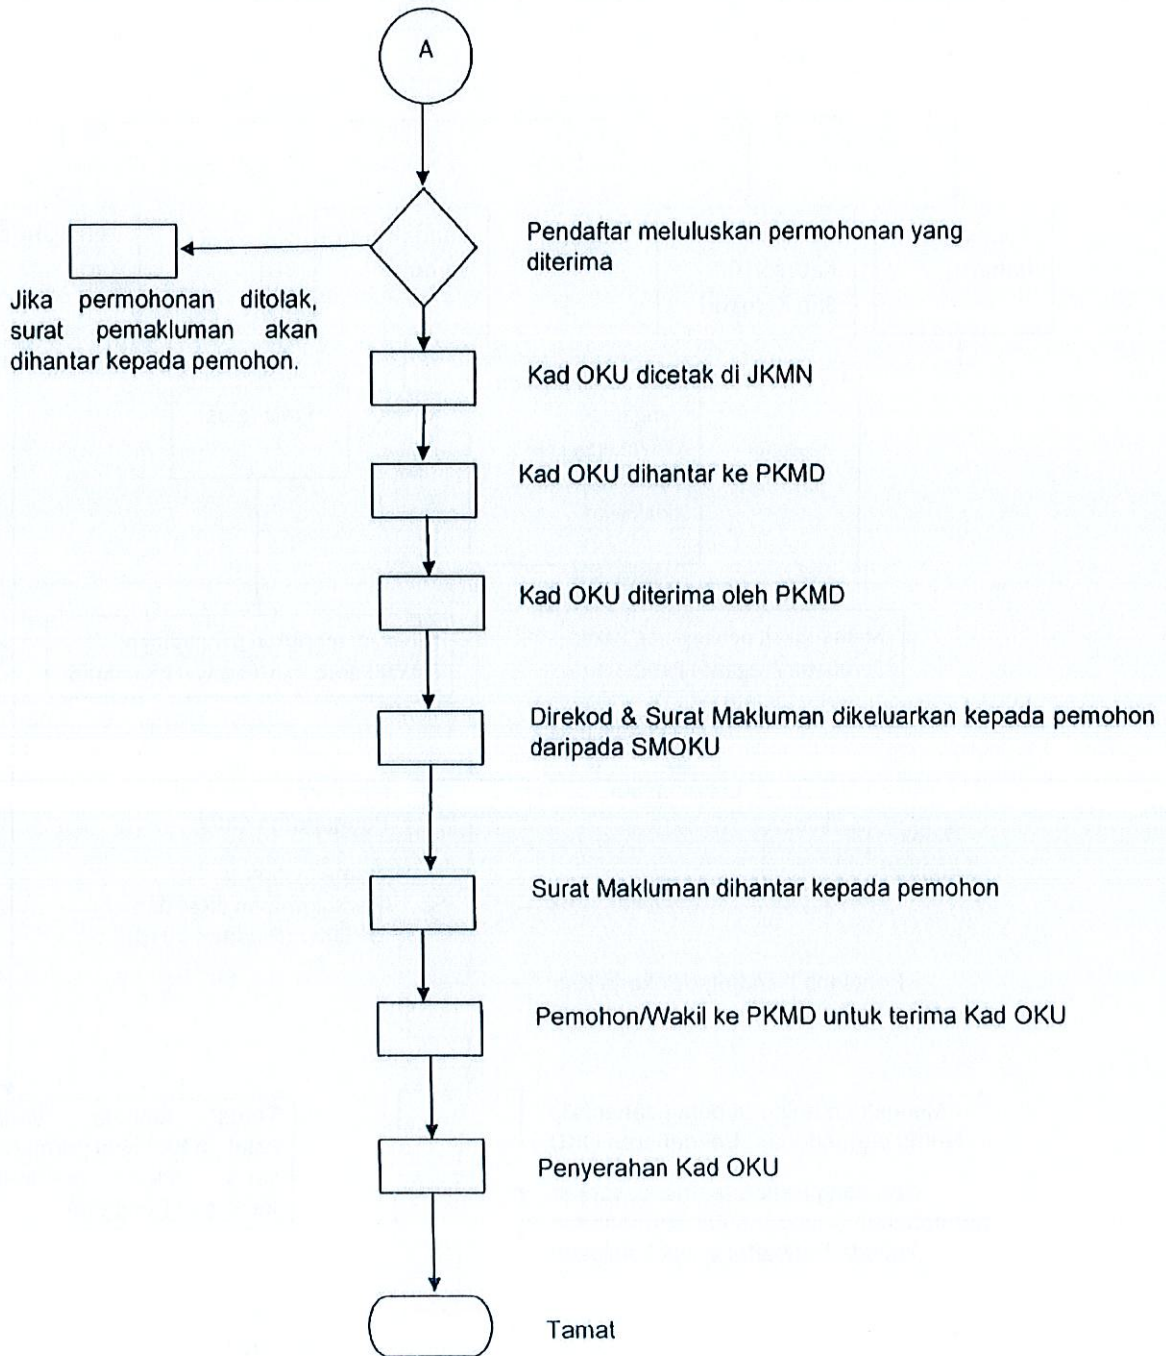 A
Pendaftar meluluskan permohonan yang
diterima
Jika permohonan ditolak,
surat pemakluman akan
dihantar kepada pemohon.
Kad OKU dicetak di JKMN
Kad OKU dihantar ke PKMD
Kad OKU diterima oleh PKMD
Direkod & Surat Makluman dikeluarkan kepada pemohon
daripada SMOKU
Surat Makluman dihantar kepada pemohon
Pemohon/Wakil ke PKMD untuk terima Kad OKU
Penyerahan Kad OKU
Tamat